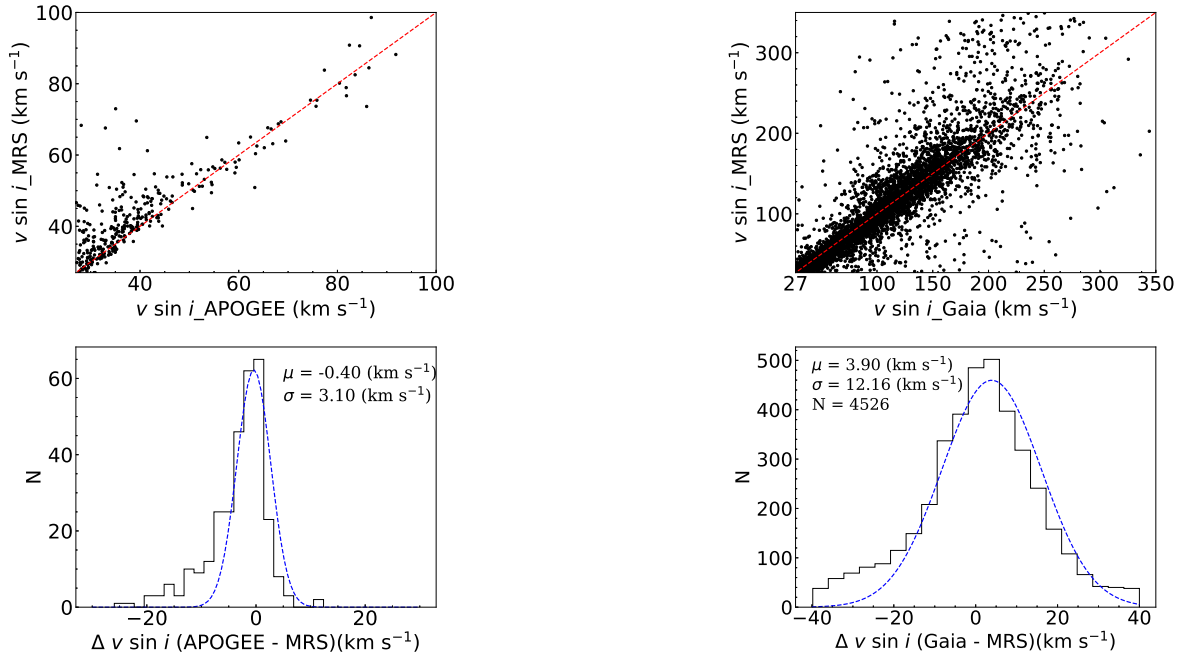 100
80
60
40
v sin i_MRS (km s⁻¹)
40
60
80
100
v sin i_APOGEE (km s⁻¹)
300
200
100
v sin i_MRS (km s⁻¹)
27
100
150
200
250
300
350
v sin i_Gaia (km s⁻¹)
60
40
20
0
N
μ = -0.40 (km s⁻¹)
σ = 3.10 (km s⁻¹)
−20
0
20
Δ v sin i (APOGEE - MRS)(km s⁻¹)
500
400
300
200
100
0
N
μ = 3.90 (km s⁻¹)
σ = 12.16 (km s⁻¹)
N = 4526
−40
−20
0
20
40
Δ v sin i (Gaia - MRS)(km s⁻¹)